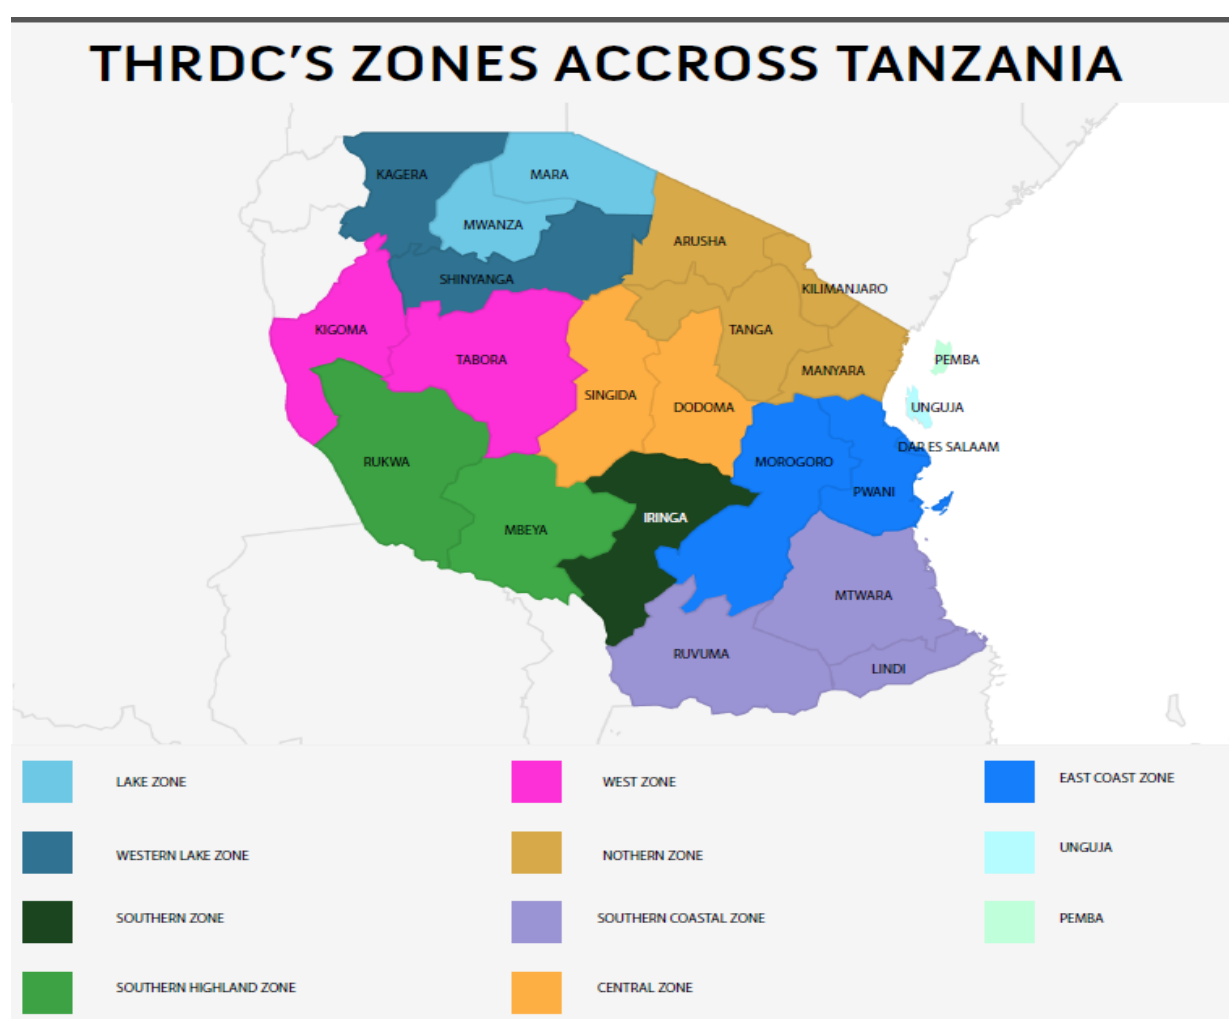 THRDC'S ZONES ACCROSS TANZANIA
KAGERA
MARA
MWANZA
ARUSHA
SHINYANGA
KILIMANJARO
KIGOMA
TANGA
TABORA
PEMBA
MANYARA
SINGIDA
DODOMA
UNGUJA
DAR ES SALAAM
RUKWA
MOROGORO
PWANI
IRINGA
MBEYA
MTWARA
RUVUMA
LINDI
LAKE ZONE
WEST ZONE
EAST COAST ZONE
WESTERN LAKE ZONE
NOTHERN ZONE
UNGUJA
SOUTHERN ZONE
SOUTHERN COASTAL ZONE
PEMBA
SOUTHERN HIGHLAND ZONE
CENTRAL ZONE